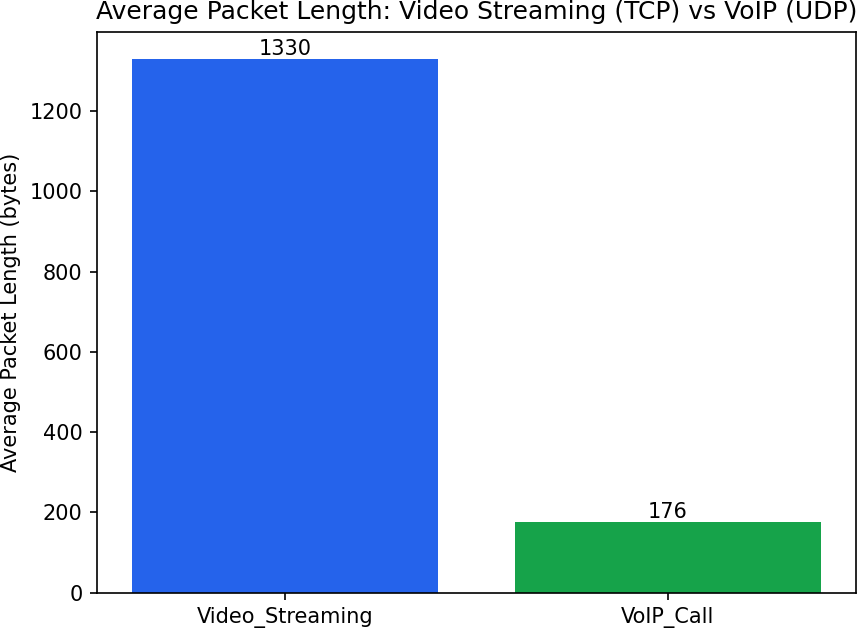 Average Packet Length: Video Streaming (TCP) vs VoIP (UDP)
Average Packet Length (bytes)
1200
1000
800
600
400
200
0
1330
176
Video_Streaming
VoIP_Call